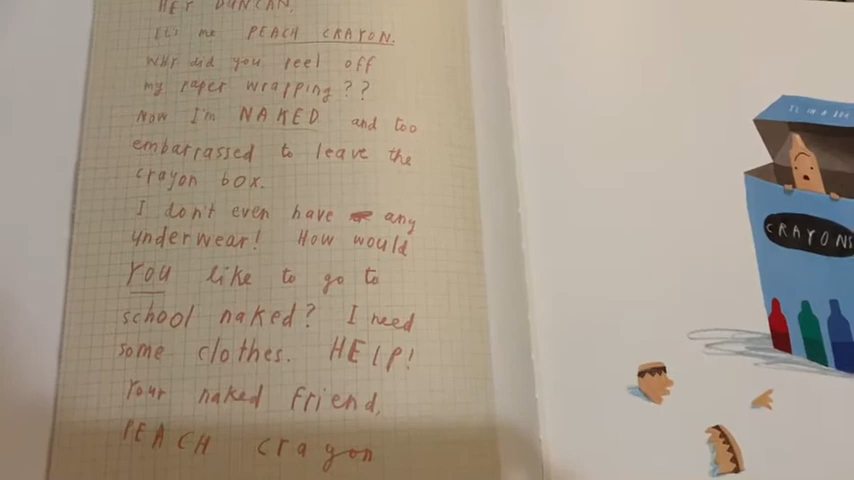 HEY DUNCAN,
It's me PEACH CRAYON.
WHY did you peel off
my paper wrapping??
Now I'm NAKED and too
embarrassed to leave the
crayon box.
I don't even have any
underwear! How would
YOU like to go to
school naked? I need
some clothes. HELP!
Your naked friend,
PEACH crayon
CRAYONS